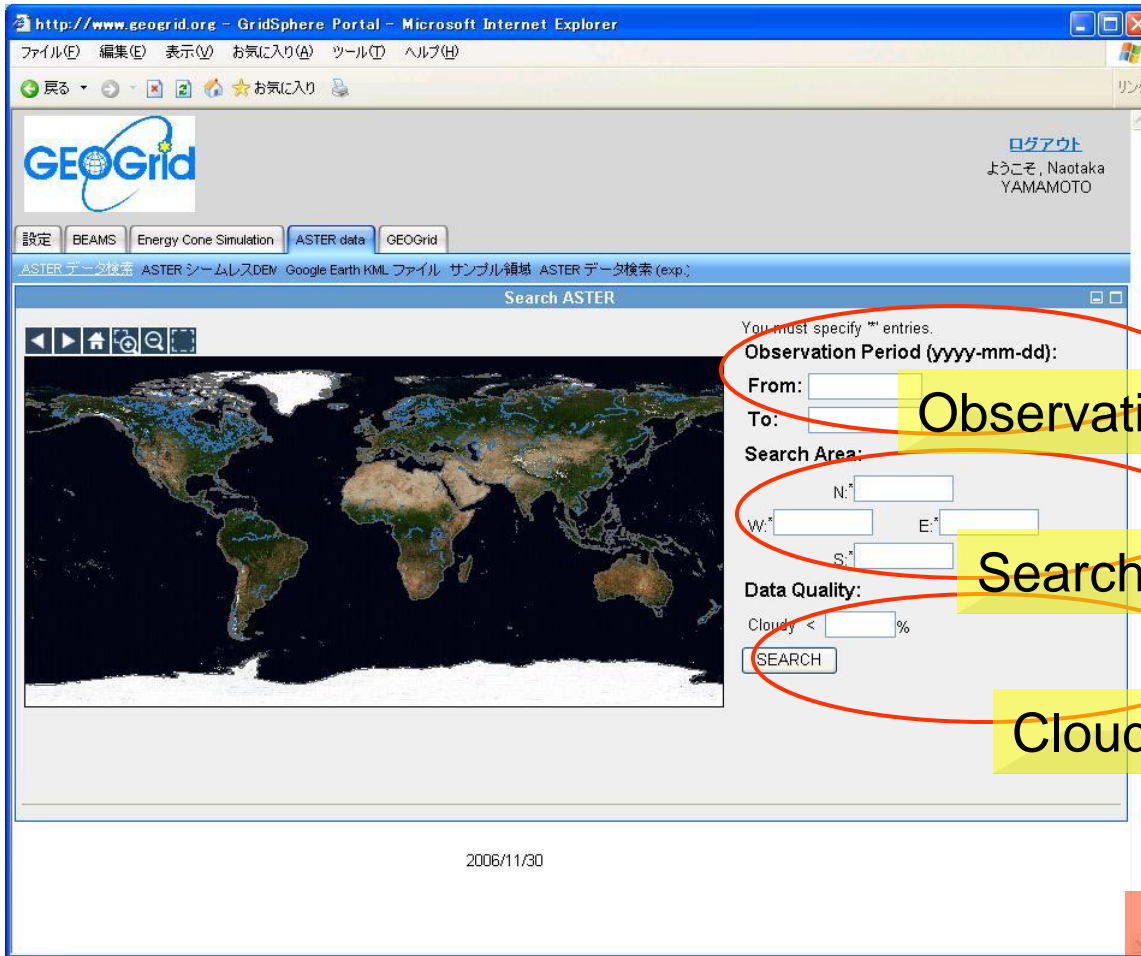 http://www.geogrid.org - GridSphere Portal - Microsoft Internet Explorer
ファイル(F) 編集(E) 表示(V) お気に入り(A) ツール(T) ヘルプ(H)
戻る お気に入り
GEOGrid
ログアウト
ようこそ, Naotaka
YAMAMOTO
設定 BEAMS Energy Cone Simulation ASTER data GEOGrid
ASTER データ検索 ASTER シームレスDEM Google Earth KML ファイル サンプル領域 ASTER データ検索 (exp.)
Search ASTER
You must specify '*' entries.
Observation Period (yyyy-mm-dd):
From:
To:
Search Area:
N:*
W:* E:*
S:*
Search
Data Quality:
Cloudy < %
SEARCH
2006/11/30